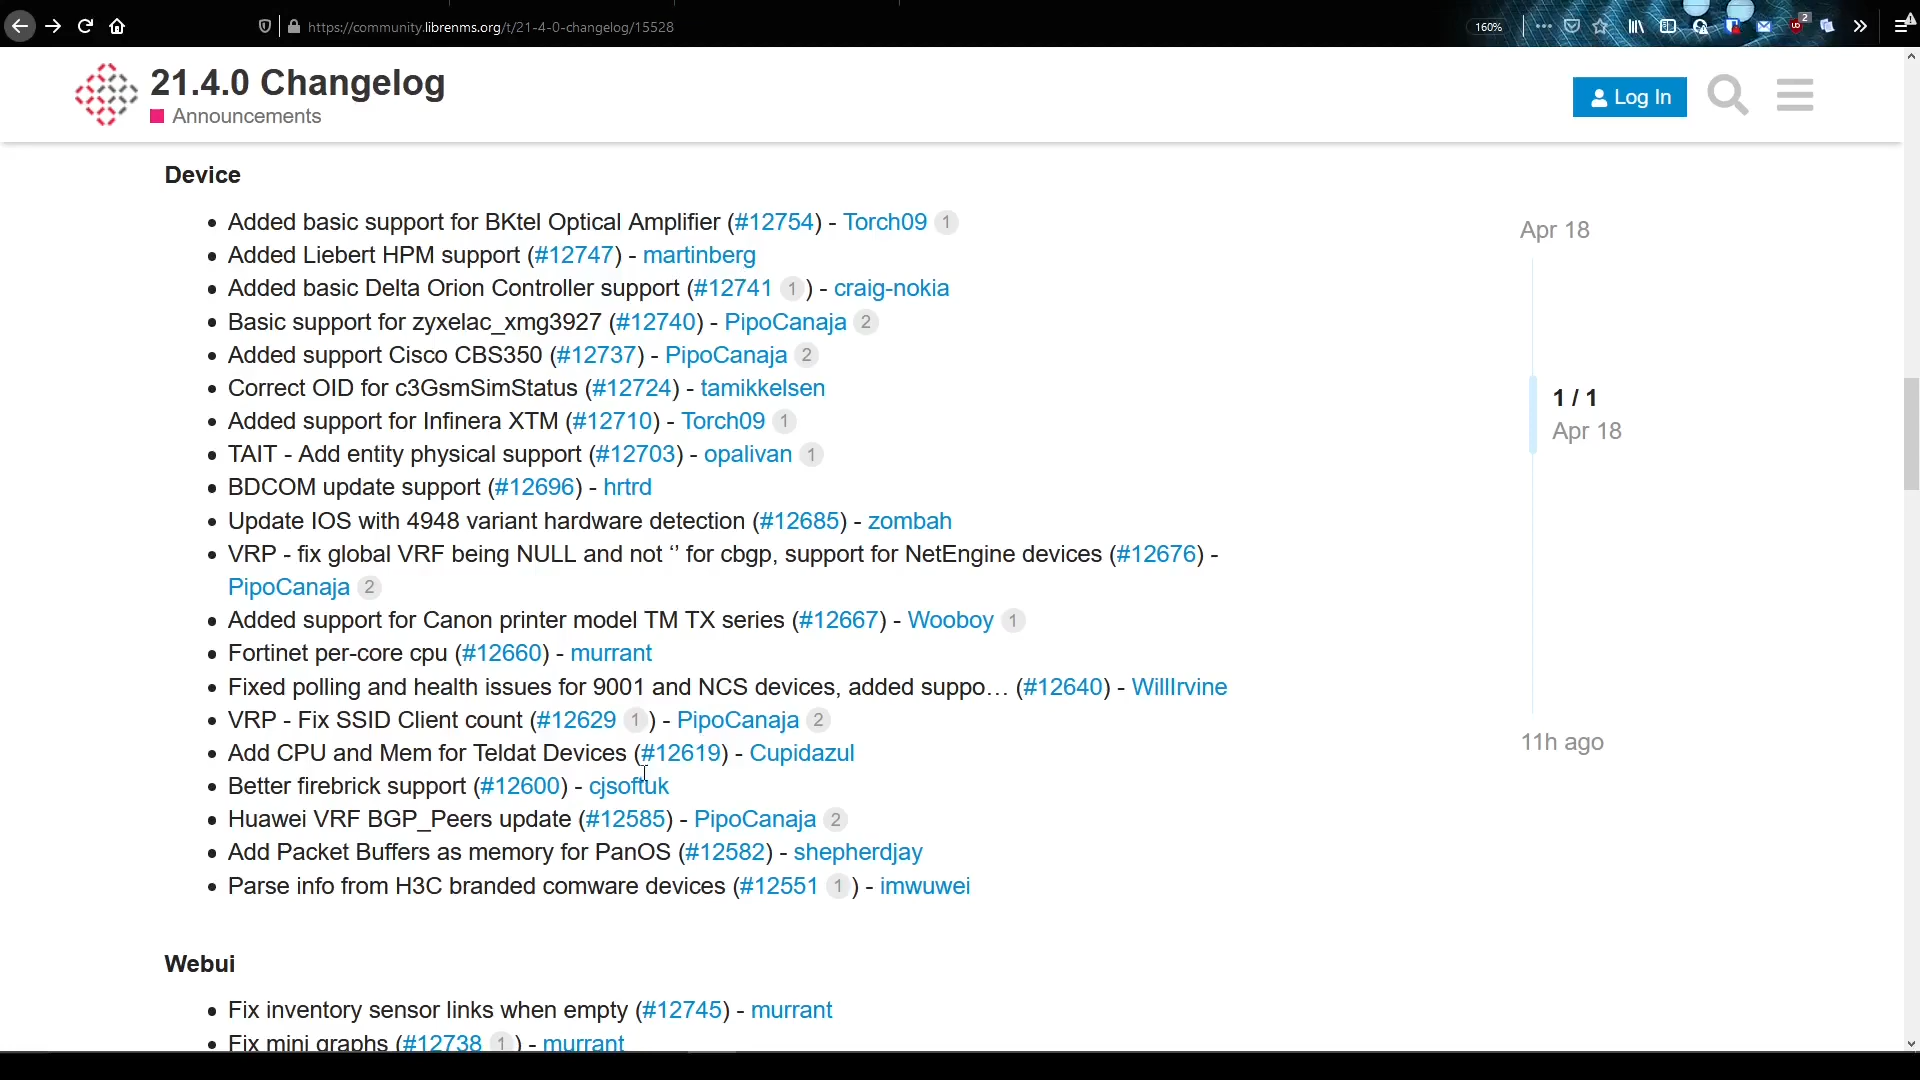 https://community.librenms.org/t/21-4-0-changelog/15528
160%
2
21.4.0 Changelog
Announcements
Log In
Device
• Added basic support for BKtel Optical Amplifier (#12754) - Torch09 1
• Added Liebert HPM support (#12747) - martinberg
• Added basic Delta Orion Controller support (#12741 1 ) - craig-nokia
• Basic support for zyxelac_xmg3927 (#12740) - PipoCanaja 2
• Added support Cisco CBS350 (#12737) - PipoCanaja 2
• Correct OID for c3GsmSimStatus (#12724) - tamikkelsen
• Added support for Infinera XTM (#12710) - Torch09 1
• TAIT - Add entity physical support (#12703) - opalivan 1
• BDCOM update support (#12696) - hrtrd
• Update IOS with 4948 variant hardware detection (#12685) - zombah
• VRP - fix global VRF being NULL and not ‘’ for cbgp, support for NetEngine devices (#12676) -
PipoCanaja 2
• Added support for Canon printer model TM TX series (#12667) - Wooboy 1
• Fortinet per-core cpu (#12660) - murrant
• Fixed polling and health issues for 9001 and NCS devices, added suppo… (#12640) - WillIrvine
• VRP - Fix SSID Client count (#12629 1 ) - PipoCanaja 2
• Add CPU and Mem for Teldat Devices (#12619) - Cupidazul
• Better firebrick support (#12600) - cjsoftuk
• Huawei VRF BGP_Peers update (#12585) - PipoCanaja 2
• Add Packet Buffers as memory for PanOS (#12582) - shepherdjay
• Parse info from H3C branded comware devices (#12551 1 ) - imwuwei
Apr 18
1 / 1
Apr 18
11h ago
Webui
• Fix inventory sensor links when empty (#12745) - murrant
• Fix mini graphs (#12738 1 ) - murrant